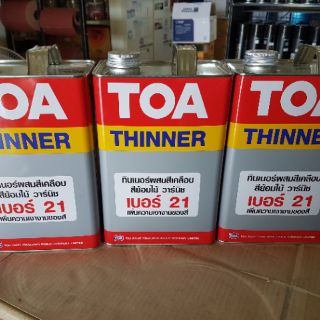 TOA
THINNER
ทินเนอร์ผสมสีเคลือบ
สีย้อมไม้ วาร์นิช
เบอร์ 21
เพิ่มความเงางามของสี
TOA
THINNER
ทินเนอร์ผสมสีเคลือบ
สีย้อมไม้ วาร์นิช
เบอร์ 21
เพิ่มความเงางามของสี
TOA
THINNER
ทินเนอร์ผสมสีเคลือบ
สีย้อมไม้ วาร์นิช
เบอร์ 21
เพิ่มความเงางามของสี